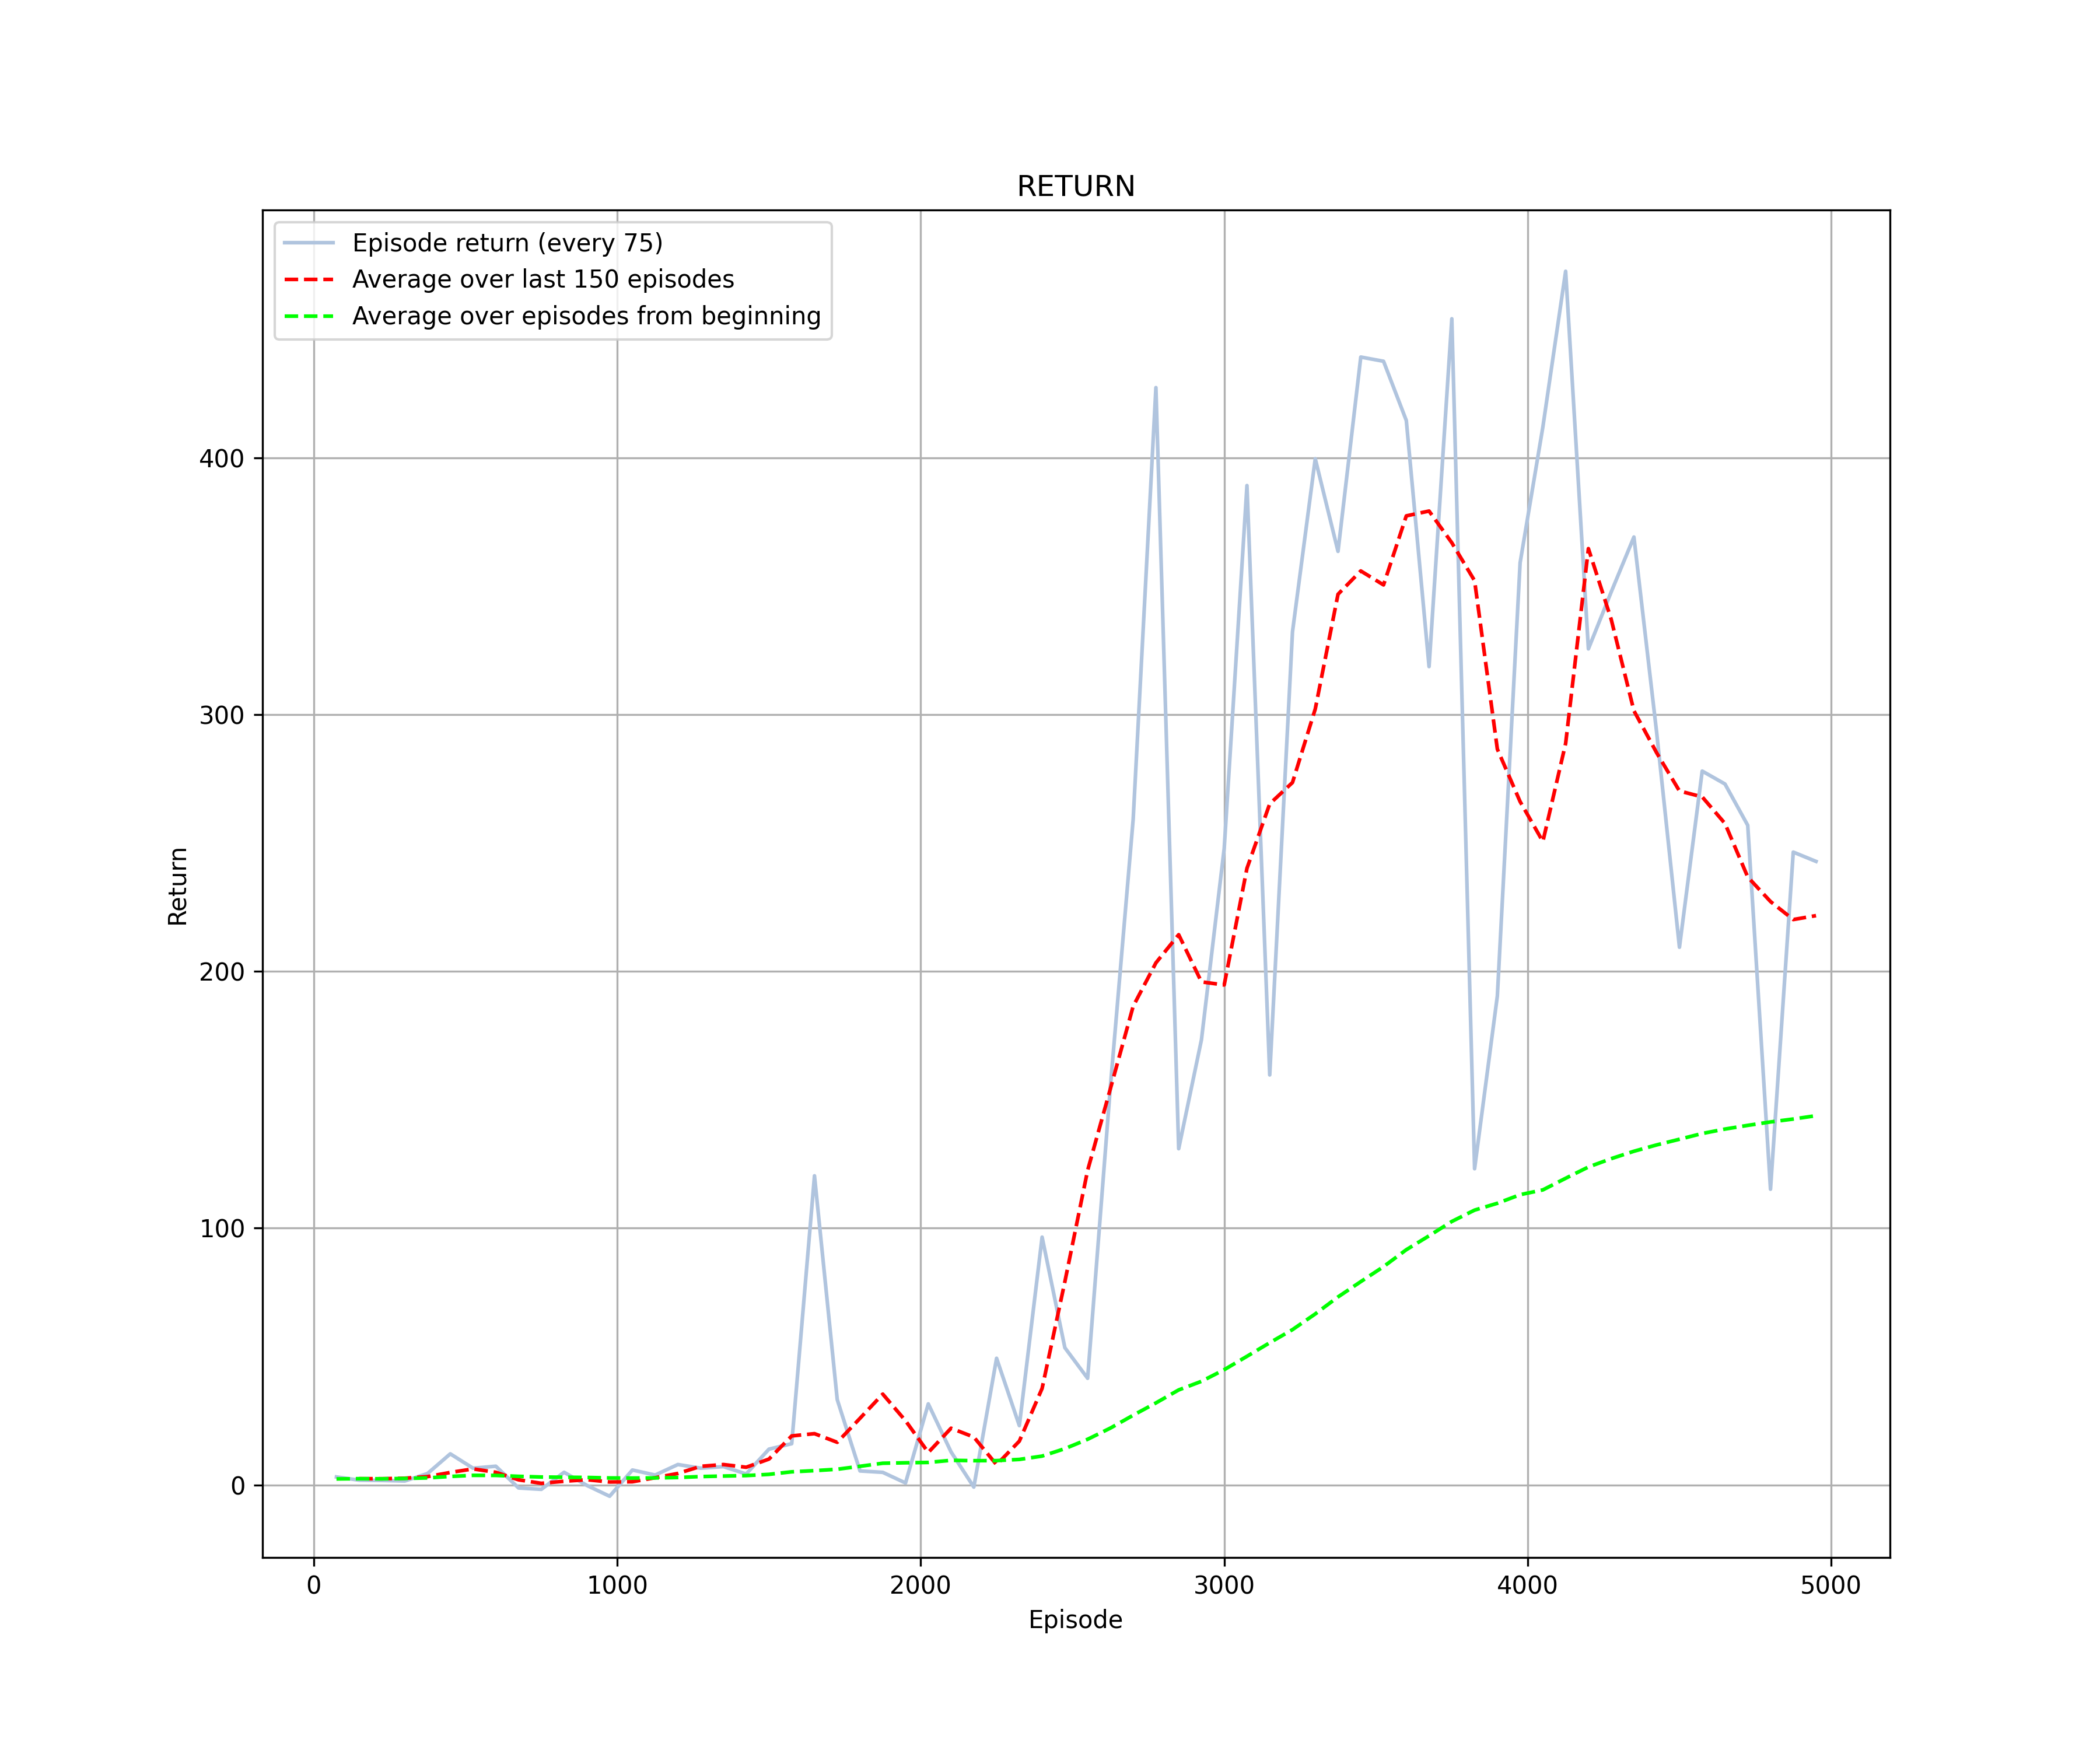 RETURN
Episode return (every 75)
Average over last 150 episodes
Average over episodes from beginning
Return
400
300
200
100
0
0 1000 2000 3000 4000 5000
Episode